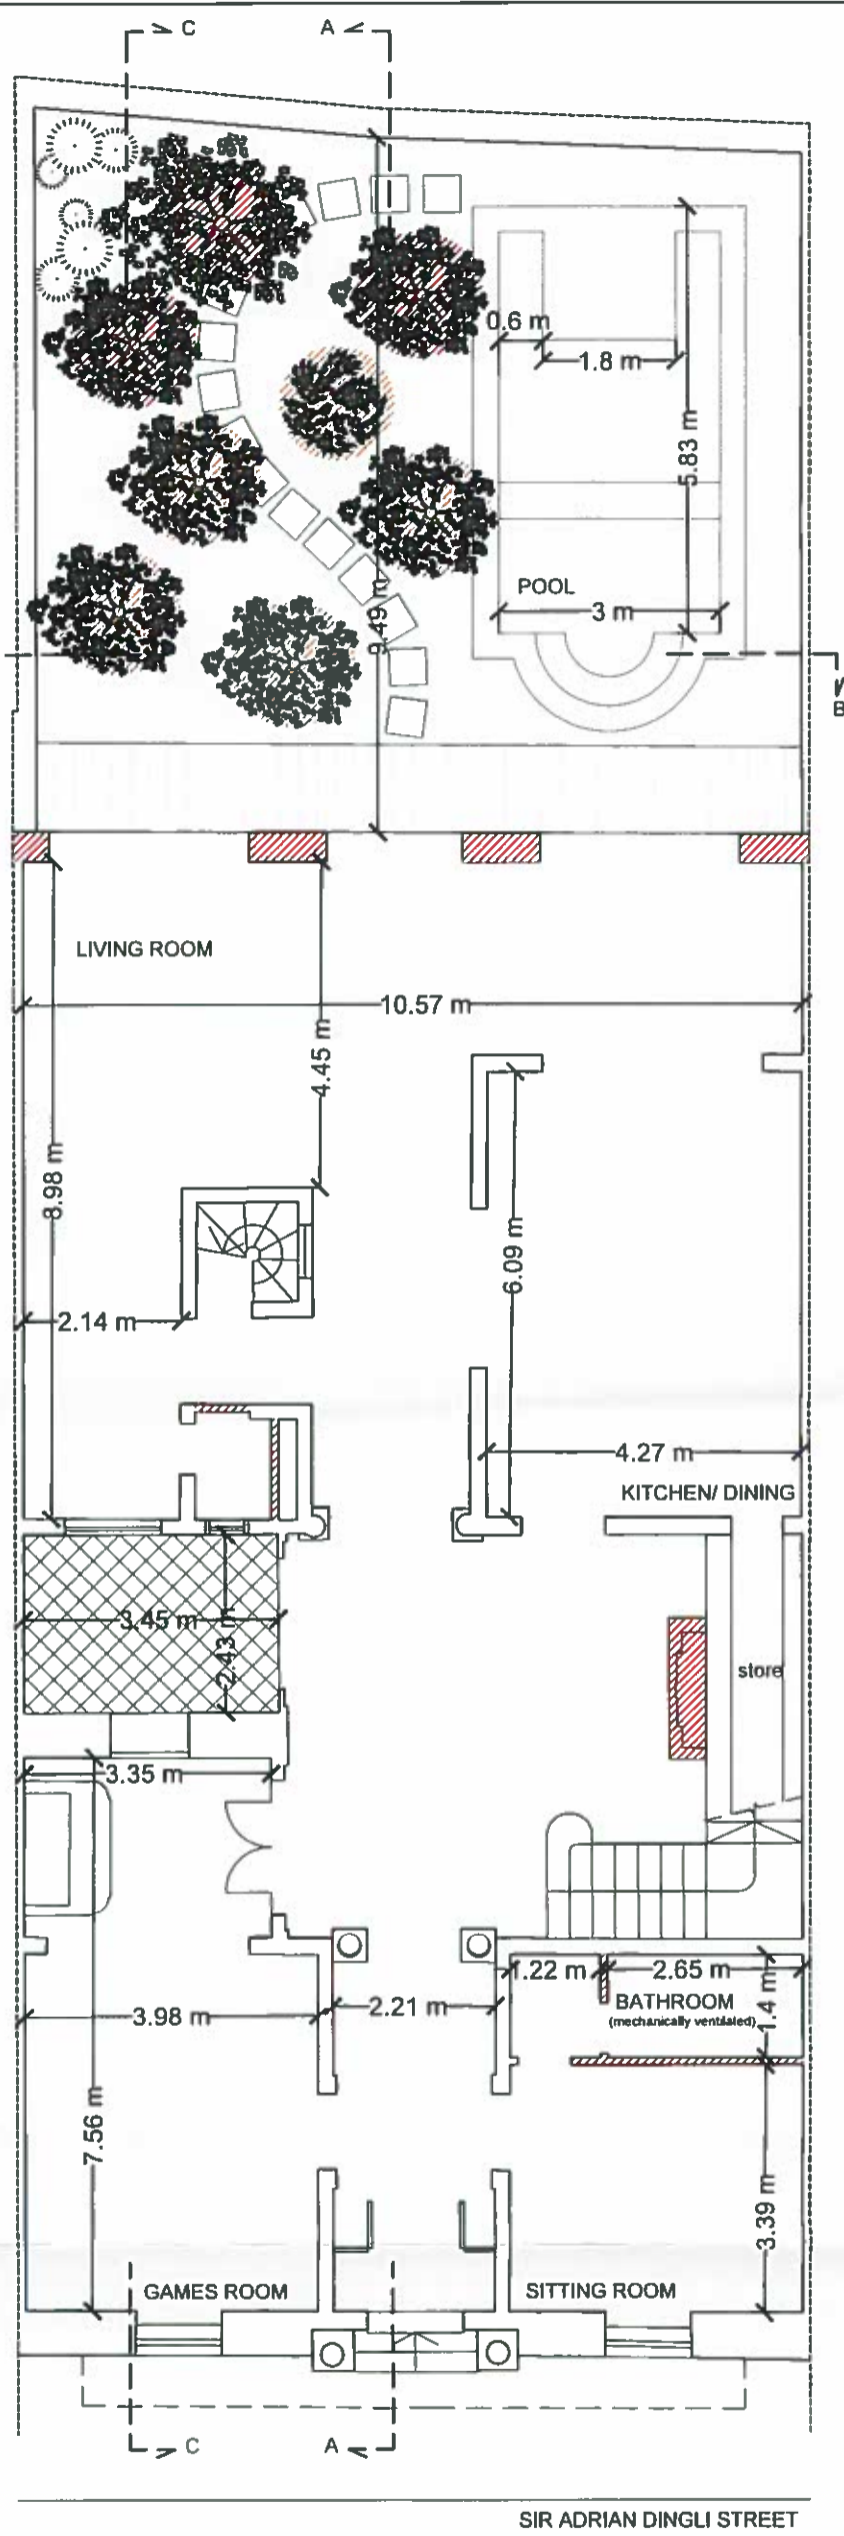 C A
0.6 m
1.8 m
5.83 m
POOL
3 m
9.49 m
B
LIVING ROOM
10.57 m
4.45 m
8.98 m
6.09 m
2.14 m
4.27 m
KITCHEN/ DINING
3.45 m
2.43 m
store
3.35 m
1.22 m 2.65 m
BATHROOM
(mechanically ventilated)
1.4 m
3.98 m 2.21 m
7.56 m
3.39 m
GAMES ROOM SITTING ROOM
C A
SIR ADRIAN DINGLI STREET